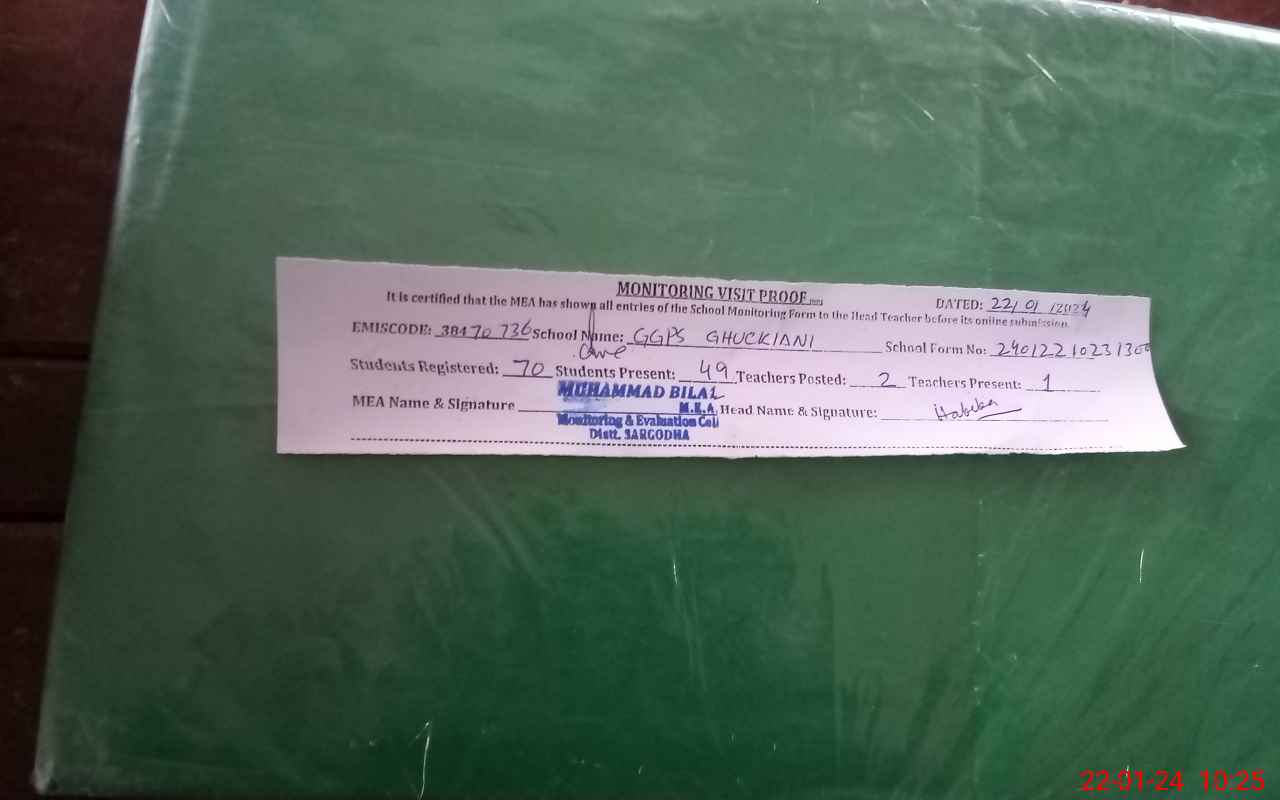 MONITORING VISIT PROOF
DATED: 22/01/2024
It is certified that the MEA has shown all entries of the School Monitoring Form to the Head Teacher before its online submission.
EMISCODE: 38470736 School Name: GGPS GHUCKIANI School Form No: 24012210231300
Students Registered: 70 Students Present: 49 Teachers Posted: 2 Teachers Present: 1
MEA Name & Signature Head Name & Signature:
MUHAMMAD BILAL
M.E.A
Monitoring & Evaluation Cell
Distt. SARGODHA
22-01-24 10:25